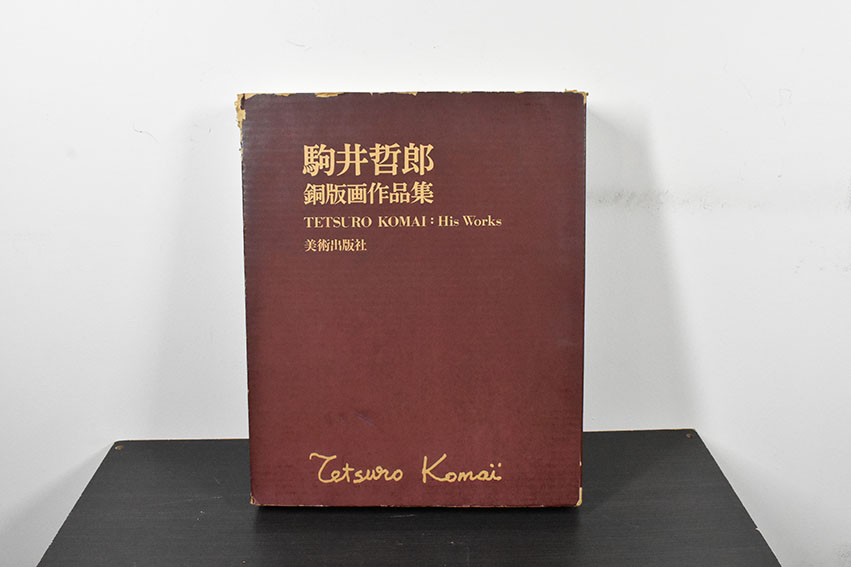 駒井哲郎
銅版画作品集
TETSURO KOMAI : His Works
美術出版社
Tetsuro Komaï